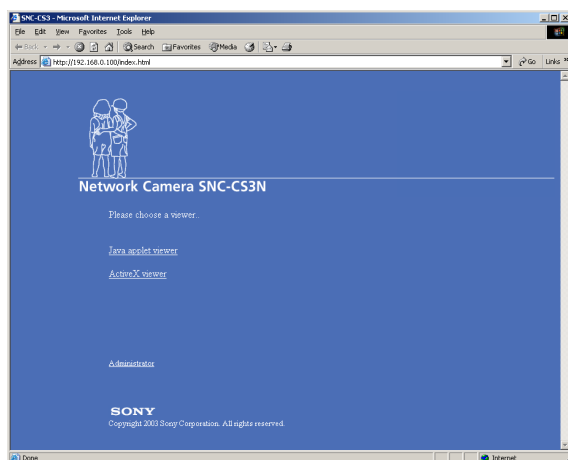 SNC-CS3 - Microsoft Internet Explorer
File Edit View Favorites Tools Help
Back Search Favorites Media
Address http://192.168.0.100/index.html Go Links »
Network Camera SNC-CS3N
Please choose a viewer..
Java applet viewer
ActiveX viewer
Administrator
SONY
Copyright 2003 Sony Corporation. All rights reserved.
Done Internet